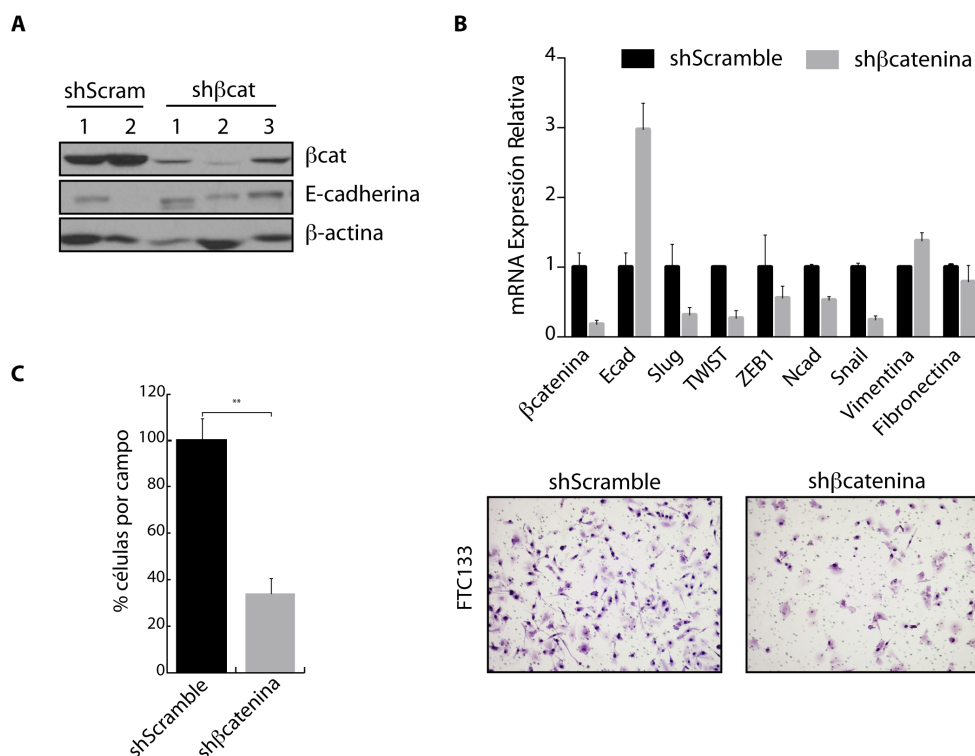 A
shScram shβcat
1 2 1 2 3
βcat
E-cadherina
β-actina
B
shScramble shβcatenina
mRNA Expresión Relativa
4
3
2
1
0
βcatenina
Ecad
Slug
TWIST
ZEB1
Ncad
Snail
Vimentina
Fibronectina
C
% células por campo
120
100
80
60
40
20
0
**
shScramble
shβcatenina
shScramble shβcatenina
FTC133